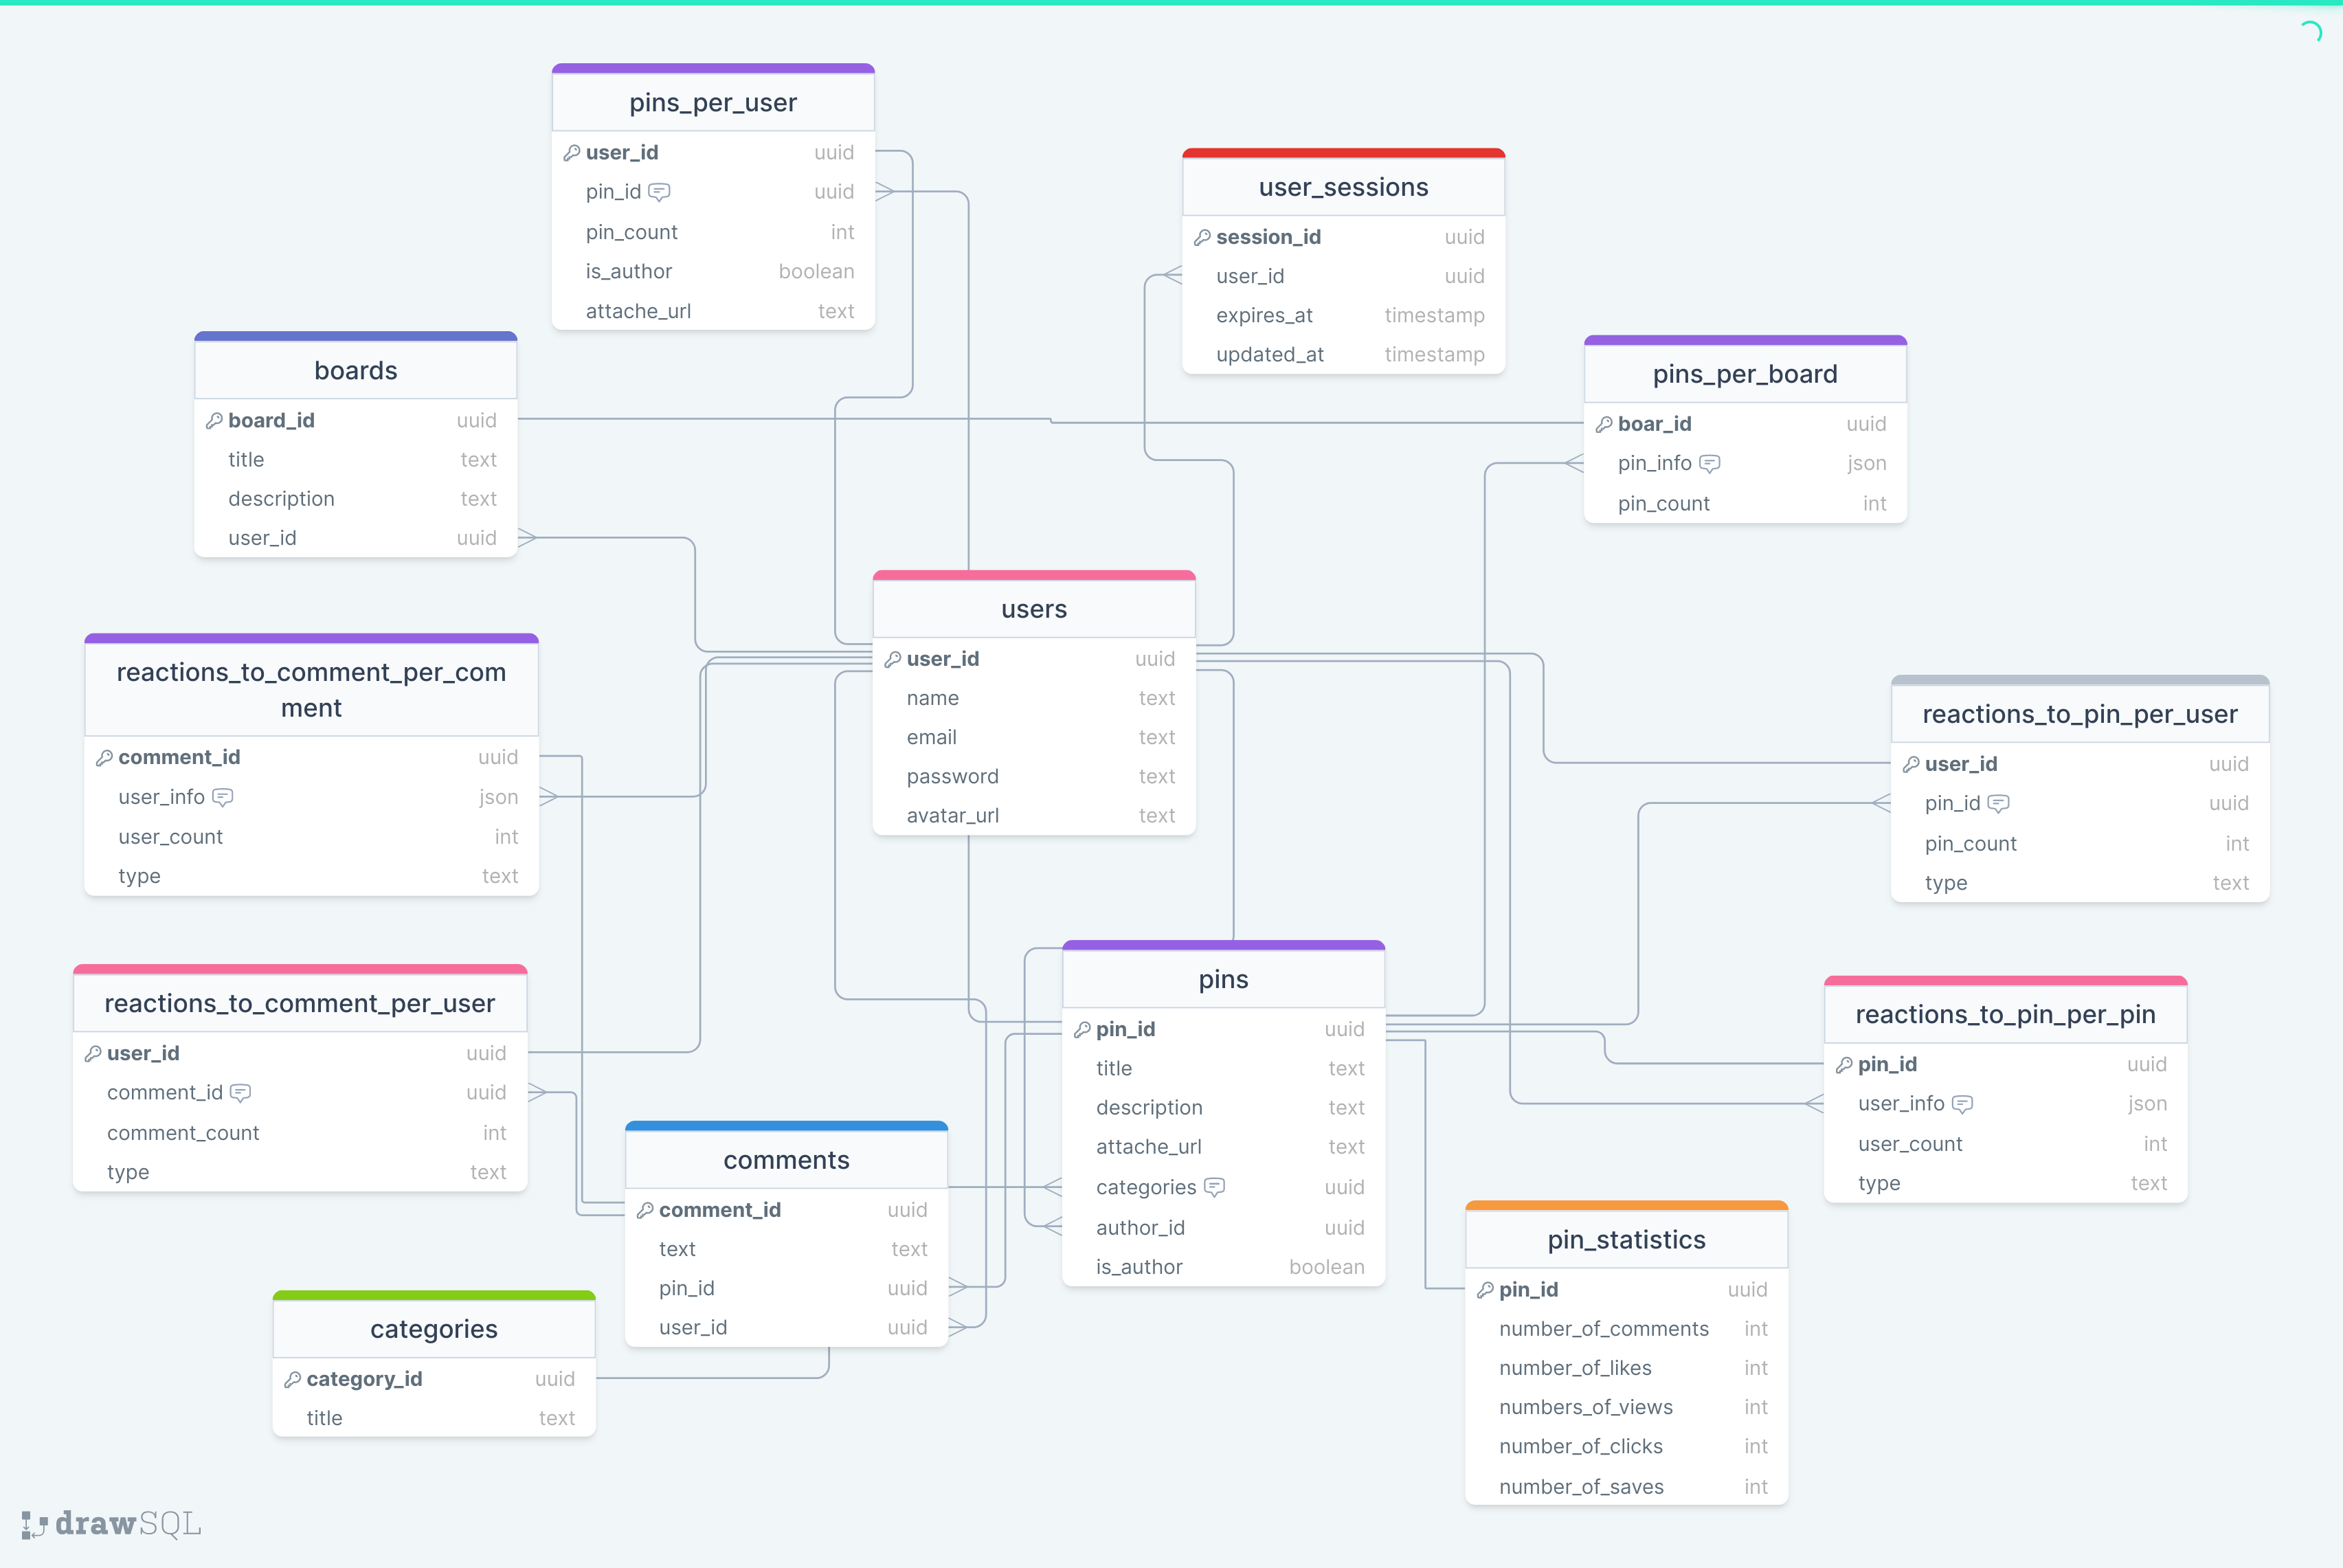 pins_per_user
user_id uuid
pin_id uuid
pin_count int
is_author boolean
attache_url text
user_sessions
session_id uuid
user_id uuid
expires_at timestamp
updated_at timestamp
boards
board_id uuid
title text
description text
user_id uuid
pins_per_board
boar_id uuid
pin_info json
pin_count int
users
user_id uuid
name text
email text
password text
avatar_url text
reactions_to_comment_per_com
ment
comment_id uuid
user_info json
user_count int
type text
reactions_to_pin_per_user
user_id uuid
pin_id uuid
pin_count int
type text
reactions_to_comment_per_user
user_id uuid
comment_id uuid
comment_count int
type text
pins
pin_id uuid
title text
description text
attache_url text
categories uuid
author_id uuid
is_author boolean
reactions_to_pin_per_pin
pin_id uuid
user_info json
user_count int
type text
comments
comment_id uuid
text text
pin_id uuid
user_id uuid
pin_statistics
pin_id uuid
number_of_comments int
number_of_likes int
numbers_of_views int
number_of_clicks int
number_of_saves int
categories
category_id uuid
title text
drawSQL